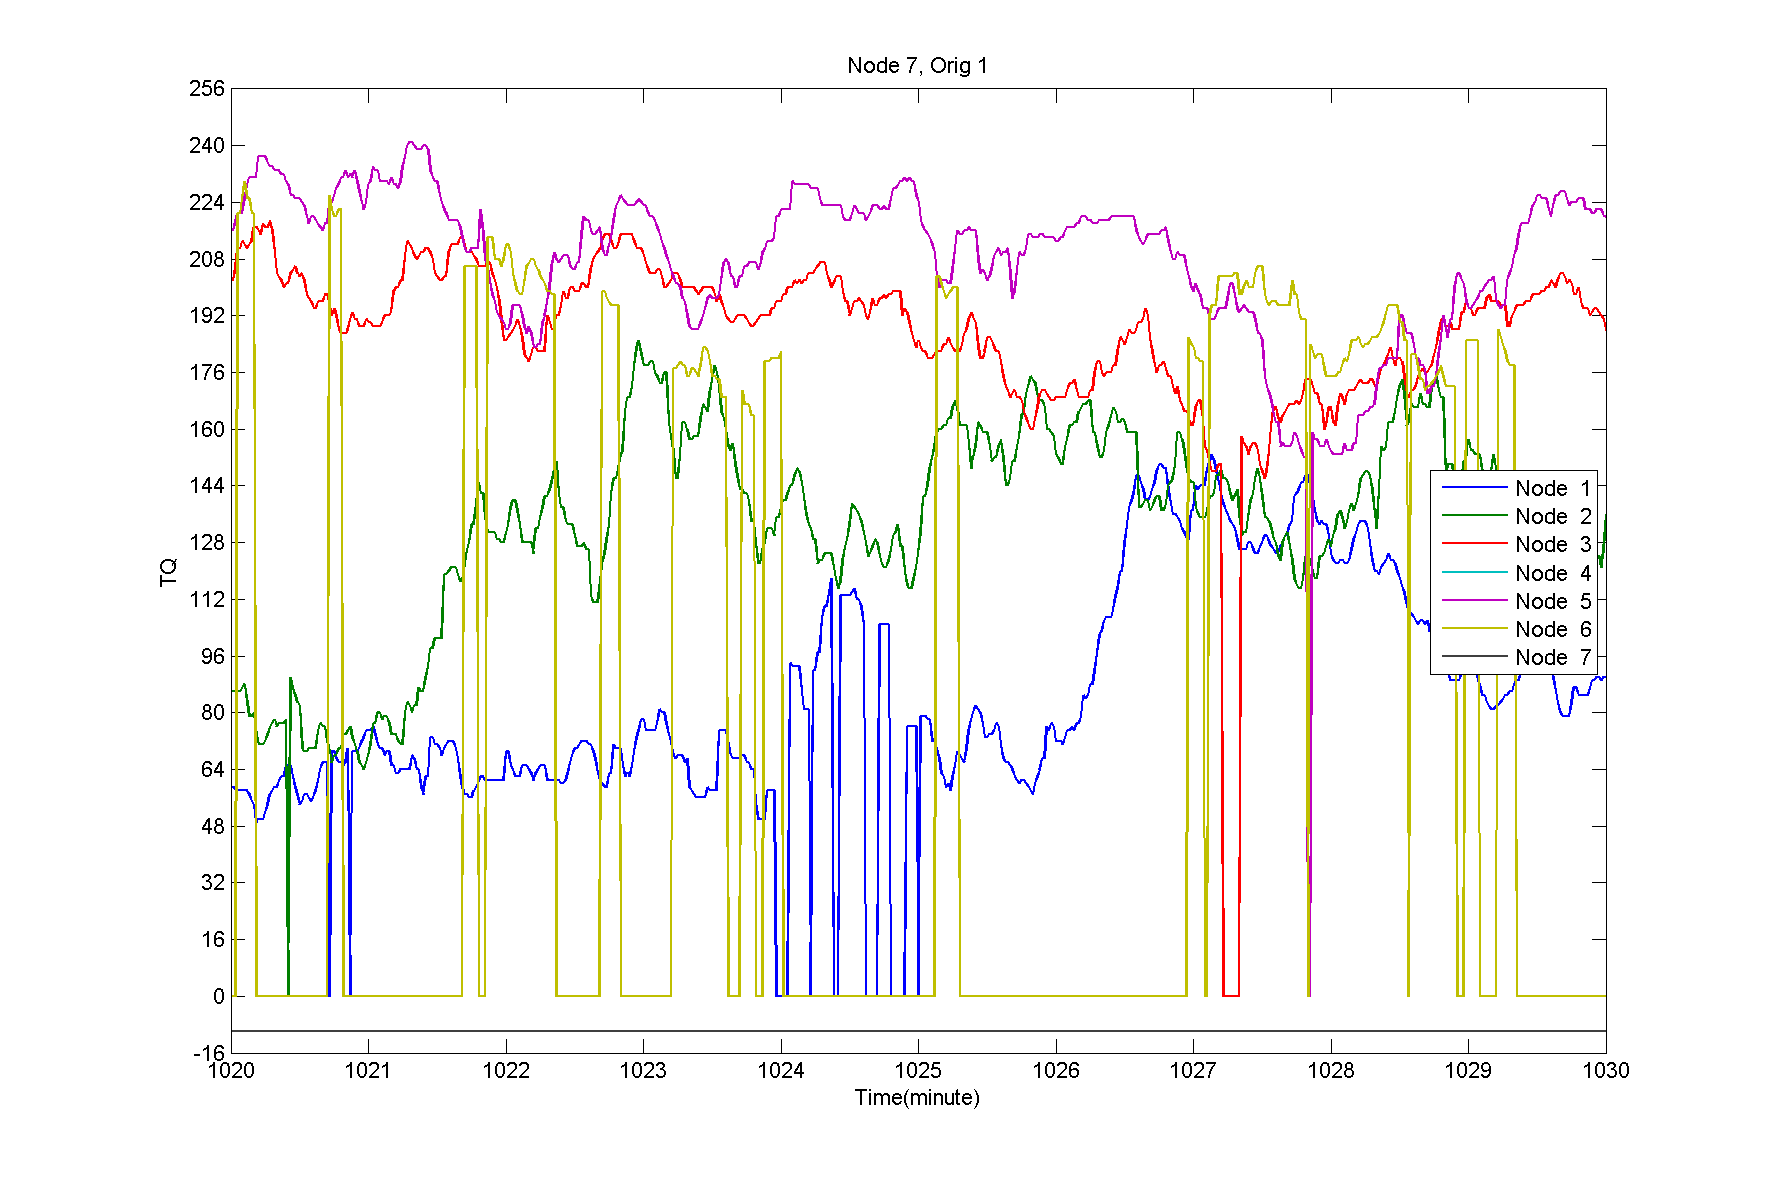 Node 7, Orig 1
256
240
224
208
192
176
160
144
128
112
96
80
64
48
32
16
0
-16
TQ
1020 1021 1022 1023 1024 1025 1026 1027 1028 1029 1030
Time(minute)
Node 1
Node 2
Node 3
Node 4
Node 5
Node 6
Node 7